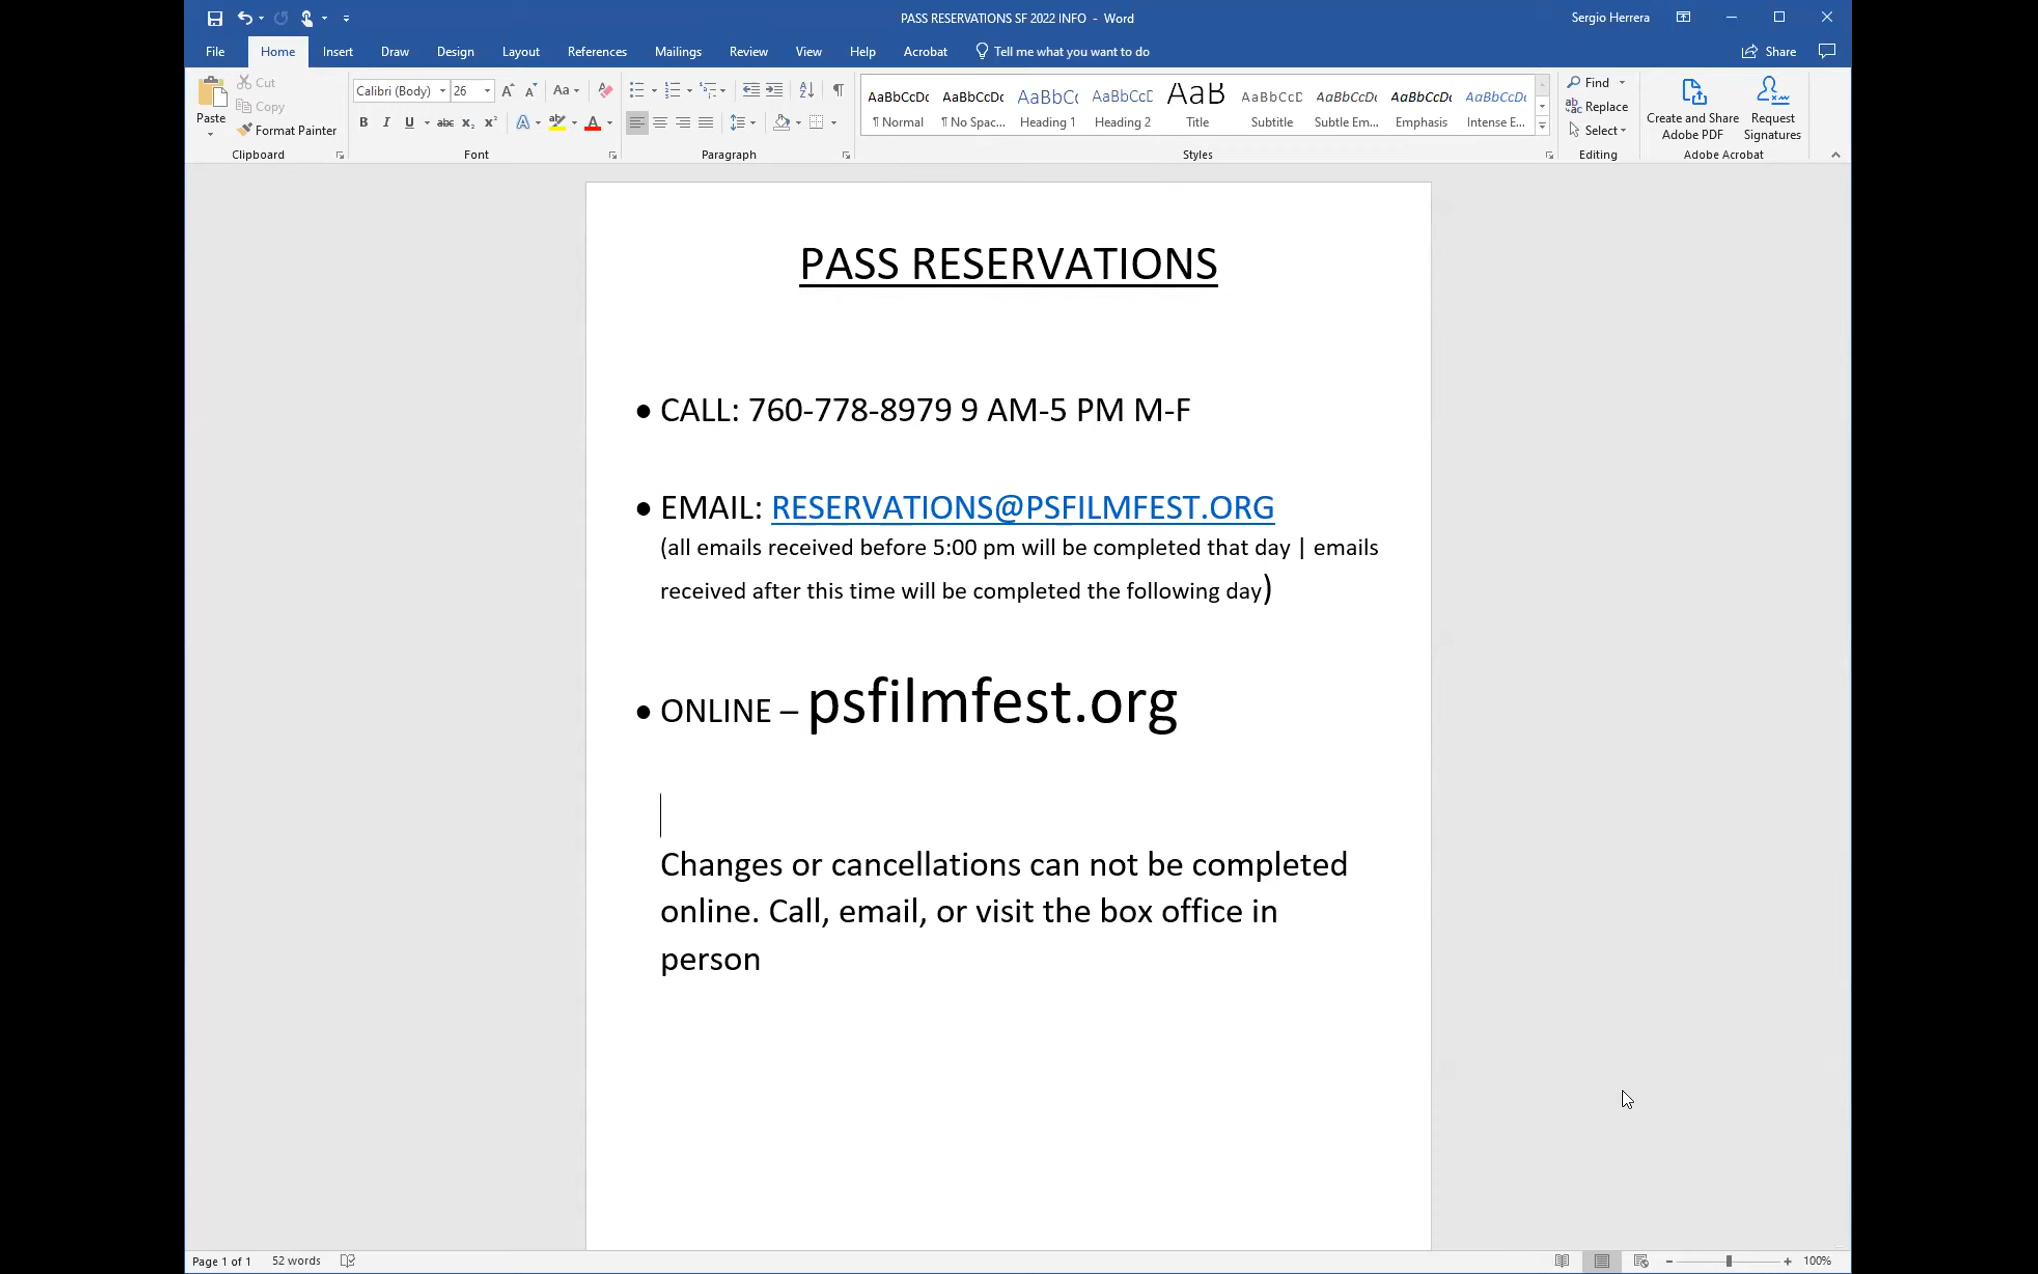 PASS RESERVATIONS SF 2022 INFO - Word
Sergio Herrera
File Home Insert Draw Design Layout References Mailings Review View Help Acrobat Tell me what you want to do Share
Paste
Cut
Copy
Format Painter
Clipboard
Calibri (Body) 26
Font
Paragraph
AaBbCcDc AaBbCcDc AaBbC AaBbCcD AaB AaBbCcD AaBbCcDc AaBbCcDc AaBbCcDc
¶ Normal ¶ No Spac... Heading 1 Heading 2 Title Subtitle Subtle Em... Emphasis Intense E...
Styles
Find
Replace
Select
Editing
Create and Share
Adobe PDF
Request
Signatures
Adobe Acrobat
PASS RESERVATIONS
• CALL: 760-778-8979 9 AM-5 PM M-F
• EMAIL: RESERVATIONS@PSFILMFEST.ORG
(all emails received before 5:00 pm will be completed that day | emails
received after this time will be completed the following day)
• ONLINE – psfilmfest.org
Changes or cancellations can not be completed
online. Call, email, or visit the box office in
person
Page 1 of 1 52 words 100%